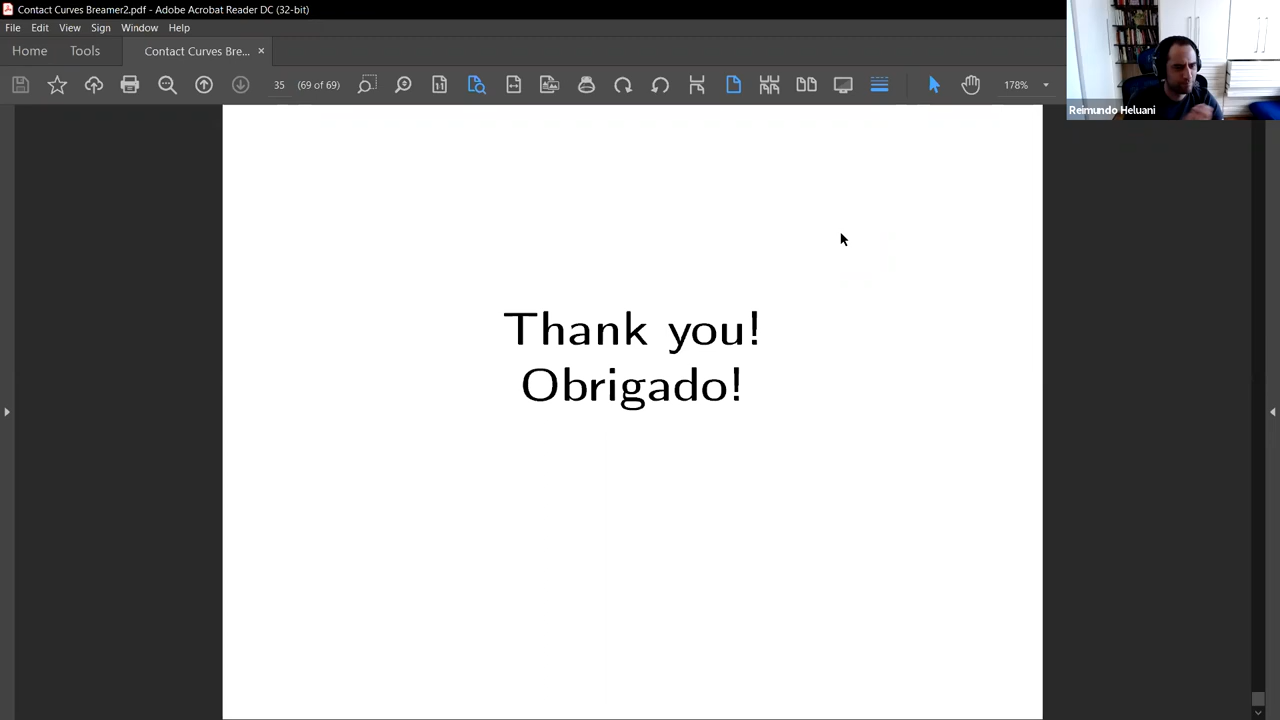 Contact Curves Breamer2.pdf - Adobe Acrobat Reader DC (32-bit)
File Edit View Sign Window Help
Home Tools Contact Curves Bre... ×
35 (69 of 69) 178%
Reimundo Heluani
Thank you!
Obrigado!